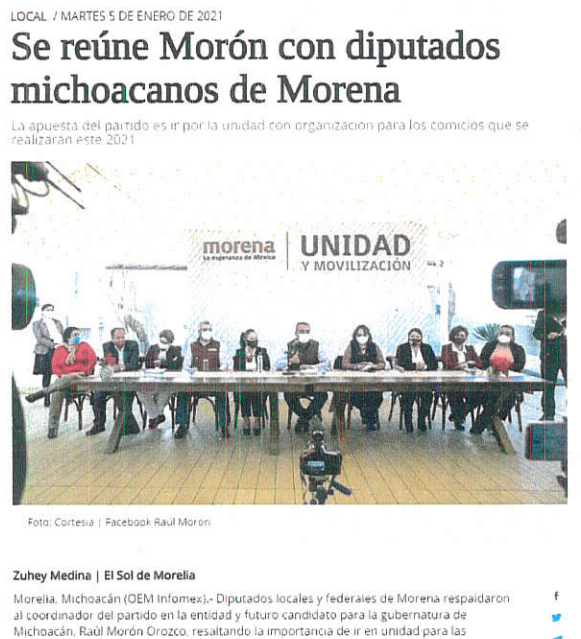 LOCAL / MARTES 5 DE ENERO DE 2021
Se reúne Morón con diputados
michoacanos de Morena
La apuesta del partido es ir por la unidad con organización para los comicios que se
realizarán este 2021
morena
La esperanza de México
UNIDAD
Y MOVILIZACIÓN
Foto: Cortesía | Facebook Raúl Morón
Zuhey Medina | El Sol de Morelia
Morelia, Michoacán (OEM Infomex).- Diputados locales y federales de Morena respaldaron
al coordinador del partido en la entidad y futuro candidato para la gubernatura de
Michoacán, Raúl Morón Orozco, resaltando la importancia de ir en unidad para las